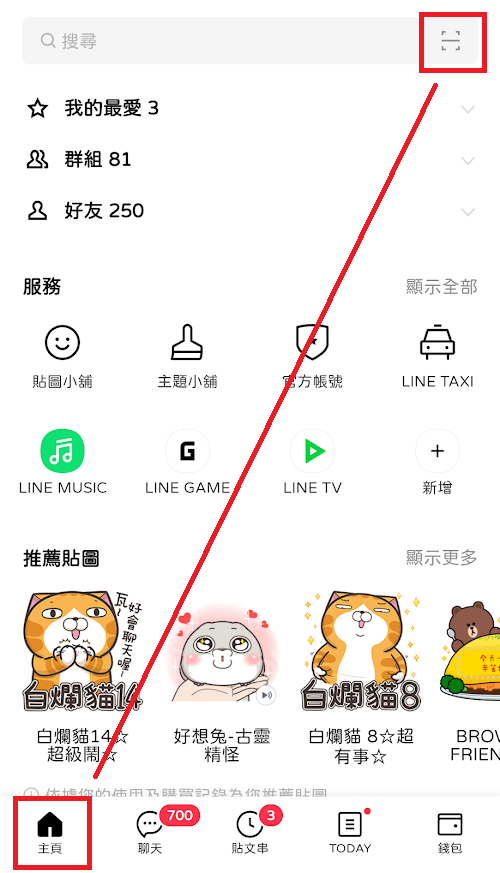 搜尋
我的最愛 3
群組 81
好友 250
服務 顯示全部
貼圖小舖 主題小舖 官方帳號 LINE TAXI
G
LINE MUSIC LINE GAME LINE TV 新增
推薦貼圖 顯示更多
瓦~好會聊天喔~
白爛貓14 白爛貓8
白爛貓14☆ 好想兔-古靈 白爛貓 8☆超 BROW
超級鬧☆ 精怪 有事☆ FRIEN
依據您的使用及購買記錄為您推薦貼圖
700 3
主頁 聊天 貼文串 TODAY 錢包